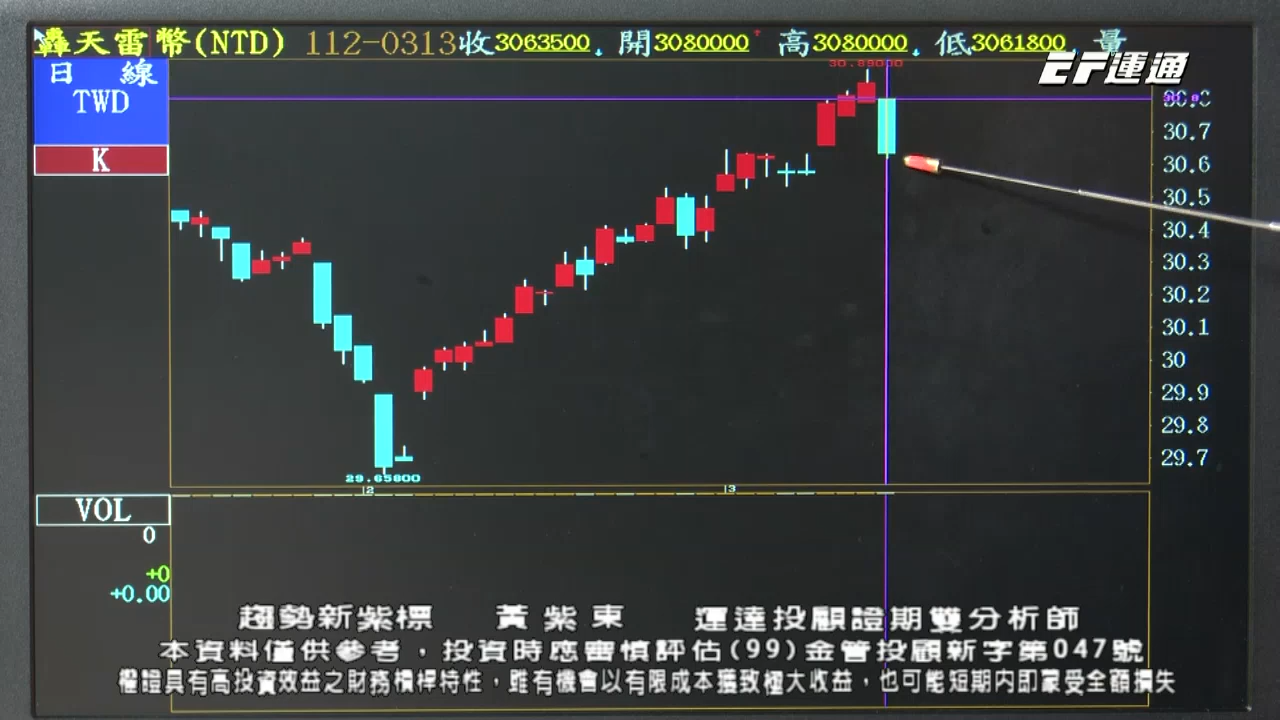 轟天雷幣(NTD) 112-0313收3063500. 開3080000 高3080000. 低3061800. 量
EF運通
日 線
TWD
K
30.89000
30.7
30.6
30.5
30.4
30.3
30.2
30.1
30
29.9
29.8
29.7
29.65800
2
3
VOL
0
+0
+0.00
趨勢新紫標 黃紫東 運達投顧證期雙分析師
本資料僅供參考,投資時應審慎評估(99)金管投顧新字第047號
權證具有高投資效益之財務槓桿特性,雖有機會以有限成本獲致極大收益,也可能短期內即蒙受全額損失